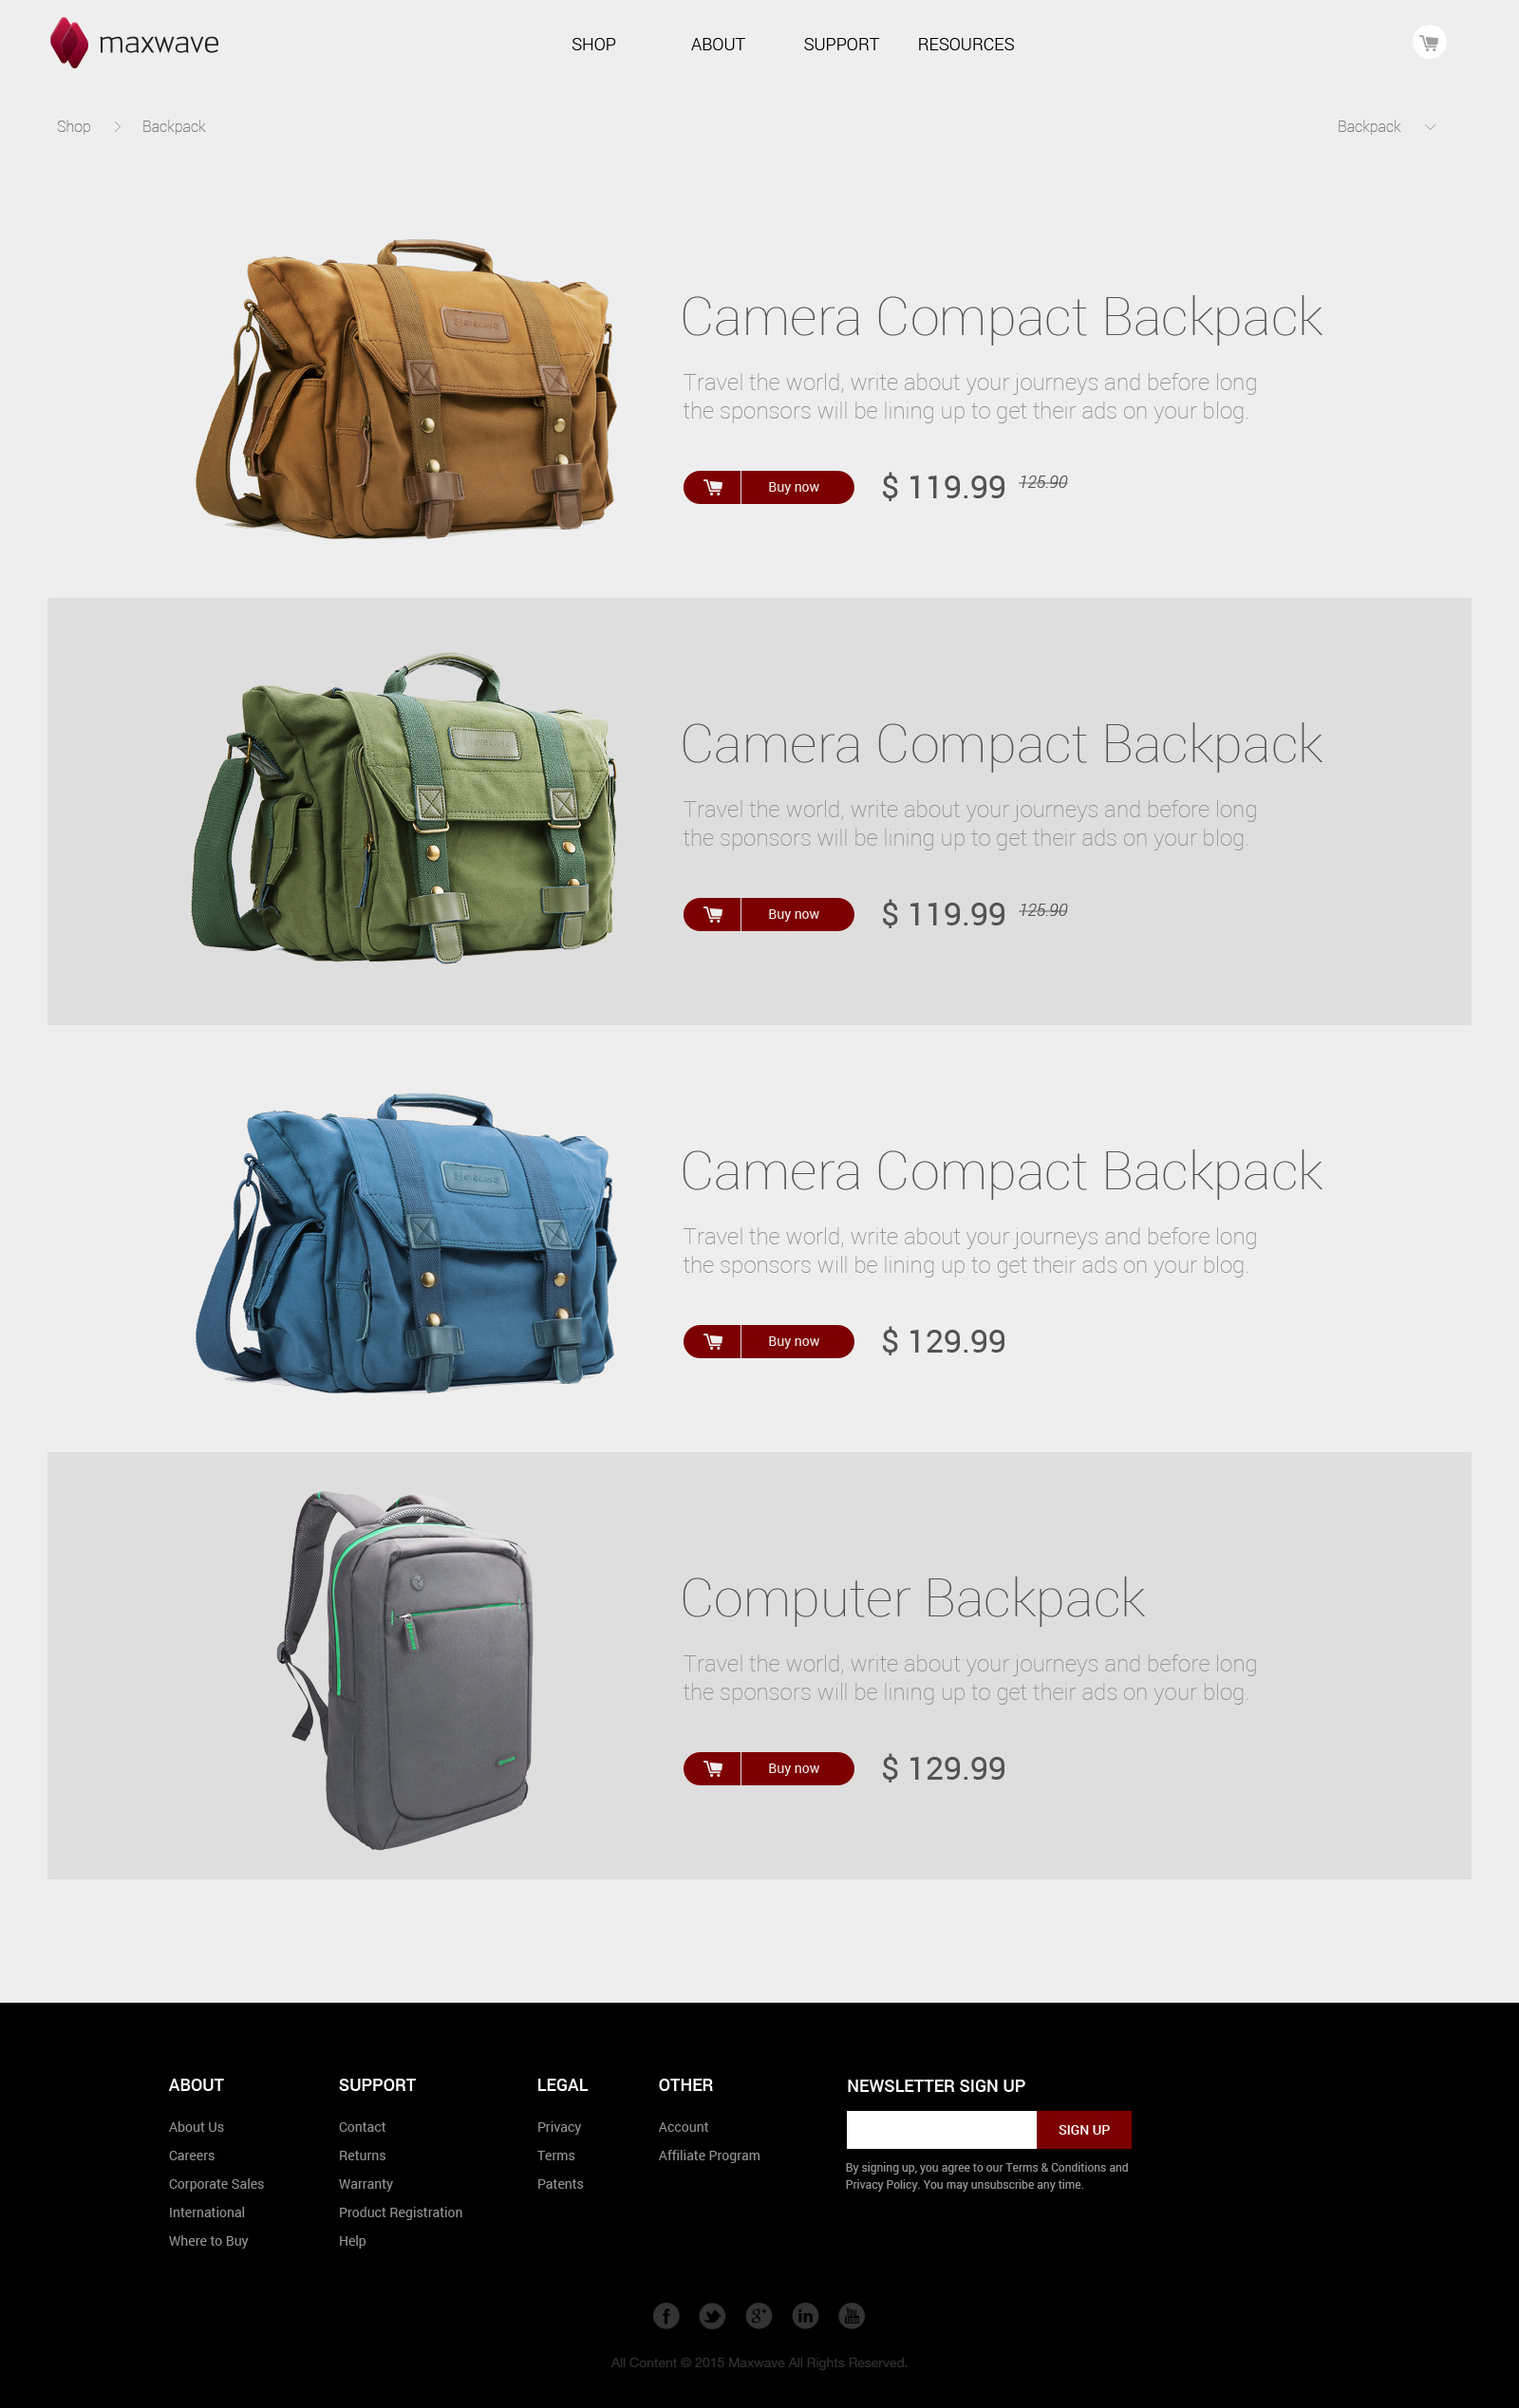 maxwave
SHOP ABOUT SUPPORT RESOURCES
Shop Backpack
Backpack
Camera Compact Backpack
Travel the world, write about your journeys and before long
the sponsors will be lining up to get their ads on your blog.
Buy now $ 119.99 125.90
Camera Compact Backpack
Travel the world, write about your journeys and before long
the sponsors will be lining up to get their ads on your blog.
Buy now $ 119.99 125.90
Camera Compact Backpack
Travel the world, write about your journeys and before long
the sponsors will be lining up to get their ads on your blog.
Buy now $ 129.99
Computer Backpack
Travel the world, write about your journeys and before long
the sponsors will be lining up to get their ads on your blog.
Buy now $ 129.99
ABOUT
About Us
Careers
Corporate Sales
International
Where to Buy
SUPPORT
Contact
Returns
Warranty
Product Registration
Help
LEGAL
Privacy
Terms
Patents
OTHER
Account
Affiliate Program
NEWSLETTER SIGN UP
SIGN UP
By signing up, you agree to our Terms & Conditions and
Privacy Policy. You may unsubscribe any time.
f g+ in You Tube
All Content © 2015 Maxwave All Rights Reserved.